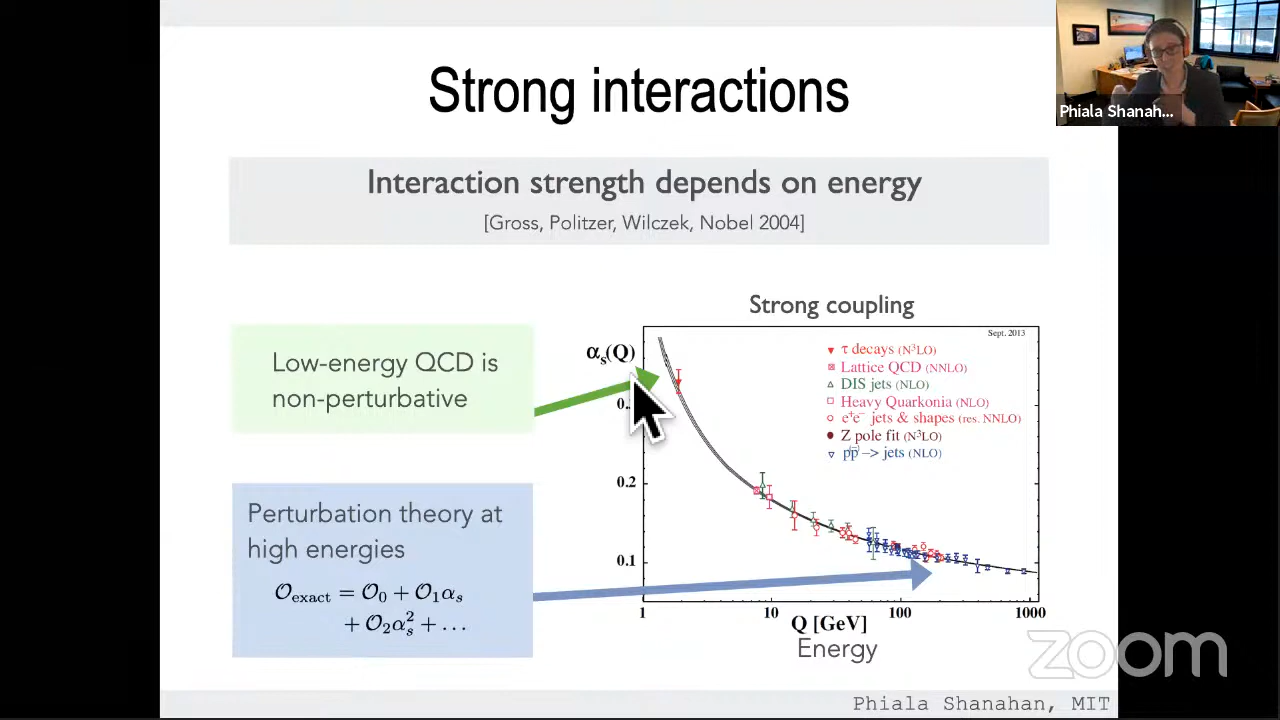 Strong interactions
Phiala Shanah...
Interaction strength depends on energy
[Gross, Politzer, Wilczek, Nobel 2004]
Low-energy QCD is
non-perturbative
Perturbation theory at
high energies
𝒪exact = 𝒪₀ + 𝒪₁αₛ
+ 𝒪₂αₛ² + ...
Strong coupling
Sept. 2013
αₛ(Q)
τ decays (N³LO)
Lattice QCD (NNLO)
DIS jets (NLO)
Heavy Quarkonia (NLO)
e⁺e⁻ jets & shapes (res. NNLO)
Z pole fit (N³LO)
pp̄ –> jets (NLO)
0.2
0.1
1 10 100 1000
Q [GeV]
Energy
zoom
Phiala Shanahan, MIT